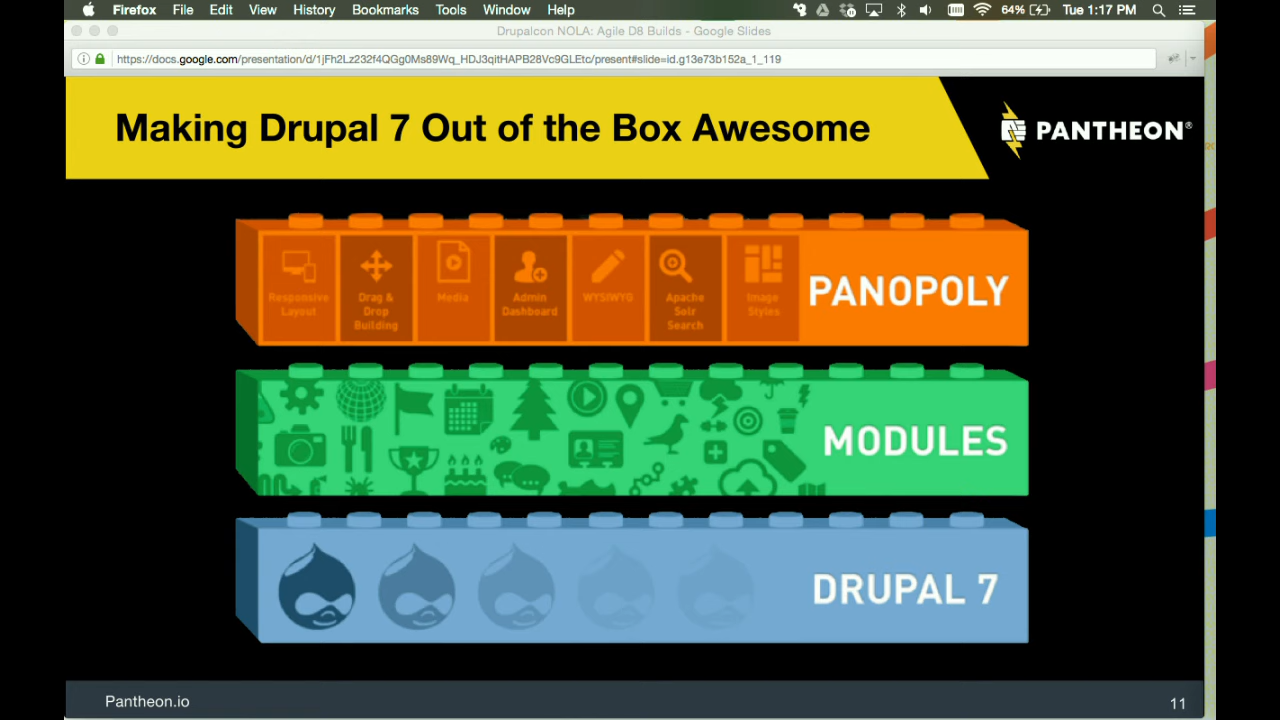 Firefox File Edit View History Bookmarks Tools Window Help 64% Tue 1:17 PM
Drupalcon NOLA: Agile D8 Builds - Google Slides
https://docs.google.com/presentation/d/1jFh2Lz232f4QGg0Ms89Wq_HDJ3qitHAPB28Vc9GLEtc/present#slide=id.g13e73b152a_1_119
Making Drupal 7 Out of the Box Awesome
PANTHEON®
Responsive Layout
Drag & Drop Building
Media
Admin Dashboard
WYSIWYG
Apache Solr Search
Image Styles
PANOPOLY
MODULES
DRUPAL 7
Pantheon.io
11